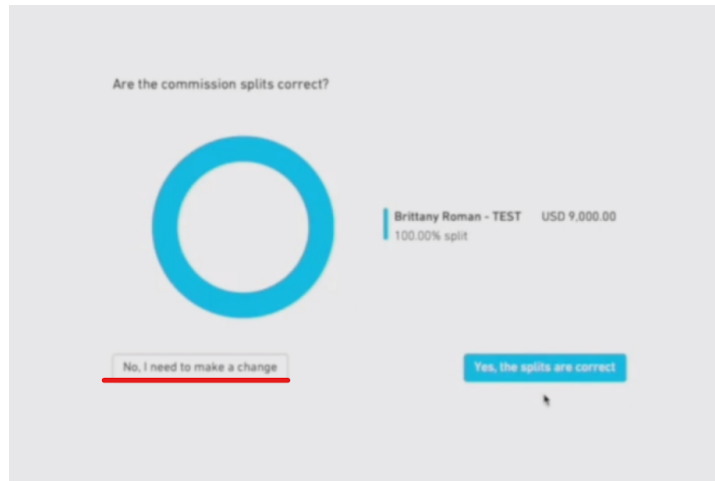 Are the commission splits correct?
Brittany Roman - TEST USD 9,000.00
100.00% split
No, I need to make a change
Yes, the splits are correct